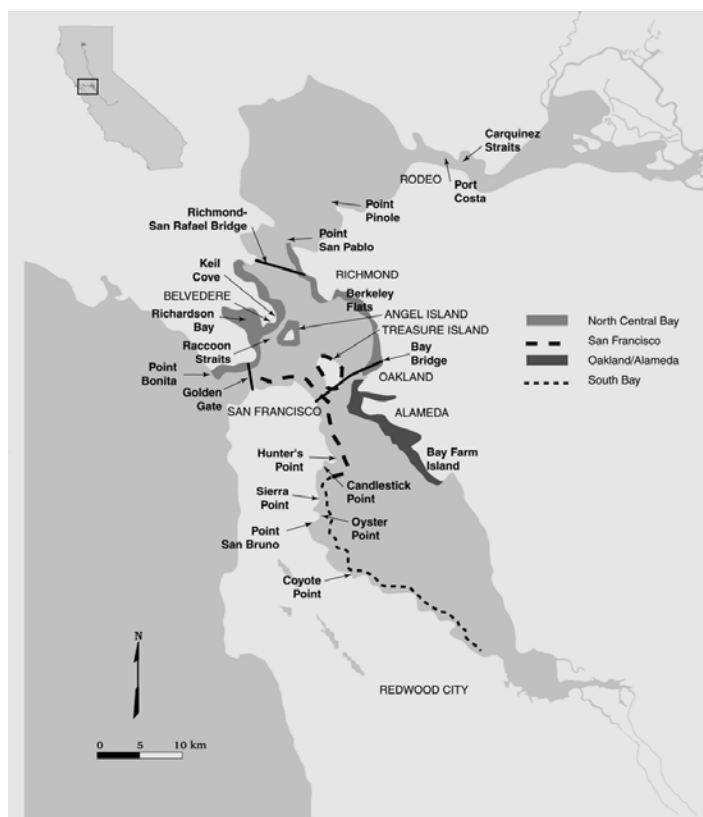 Carquinez
Straits
RODEO
Port
Costa
Point
Pinole
Richmond-
San Rafael Bridge
Point
San Pablo
Keil
Cove
RICHMOND
BELVEDERE
Berkeley
Flats
Richardson
Bay
ANGEL ISLAND
TREASURE ISLAND
Raccoon
Straits
Bay
Bridge
Point
Bonita
OAKLAND
Golden
Gate
SAN FRANCISCO
ALAMEDA
North Central Bay
San Francisco
Oakland/Alameda
South Bay
Hunter's
Point
Bay Farm
Island
Candlestick
Point
Sierra
Point
Oyster
Point
Point
San Bruno
Coyote
Point
REDWOOD CITY
N
0 5 10 km